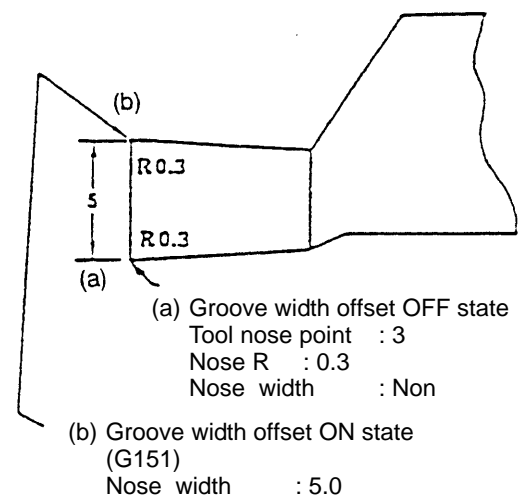 (b)
R0.3
5
R0.3
(a)
(a) Groove width offset OFF state
Tool nose point : 3
Nose R : 0.3
Nose width : Non
(b) Groove width offset ON state
(G151)
Nose width : 5.0